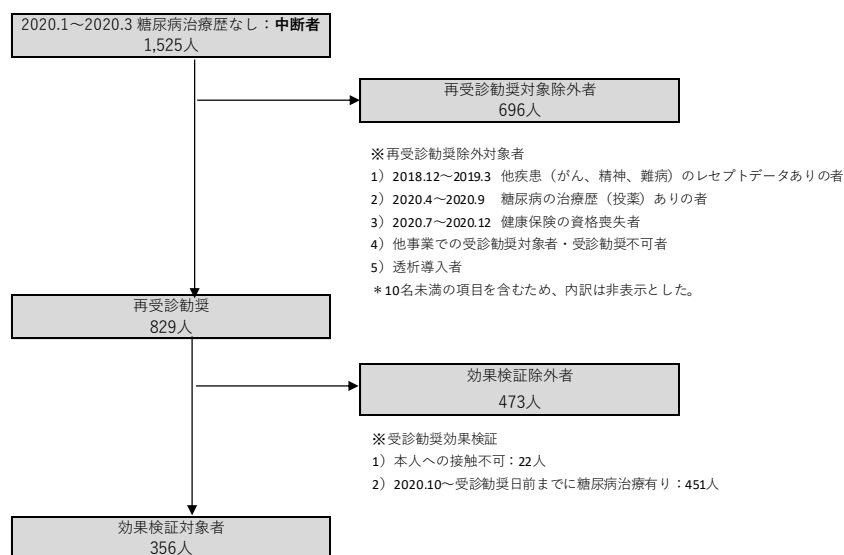 2020.1～2020.3 糖尿病治療歴なし：中断者
1,525人
再受診勧奨対象除外者
696人
※再受診勧奨除外対象者
1）2018.12～2019.3 他疾患（がん、精神、難病）のレセプトデータありの者
2）2020.4～2020.9 糖尿病の治療歴（投薬）ありの者
3）2020.7～2020.12 健康保険の資格喪失者
4）他事業での受診勧奨対象者・受診勧奨不可者
5）透析導入者
＊10名未満の項目を含むため、内訳は非表示とした。
再受診勧奨
829人
効果検証除外者
473人
※受診勧奨効果検証
1）本人への接触不可：22人
2）2020.10～受診勧奨日前までに糖尿病治療有り：451人
効果検証対象者
356人